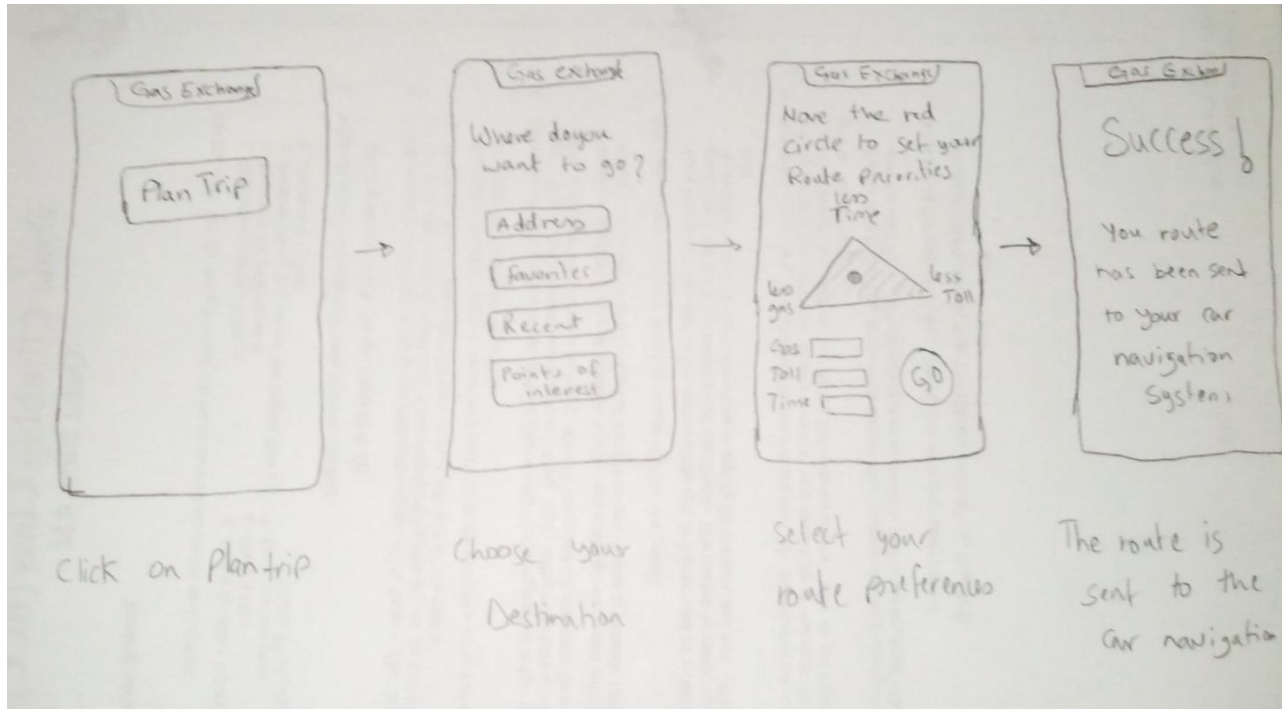 Gas Exchange
Plan Trip
Click on Plan trip
Gas exchange
Where do you
want to go?
Address
Favorites
Recent
Points of
interest
Choose your
Destination
Gas Exchange
Move the red
circle to set your
Route Priorities
less
Time
less
gas
less
Toll
Gas
Toll
Time
GO
select your
route preferences
Gas
Success!
You route
has been sent
to your car
navigation
System
The route is
sent to the
car navigation